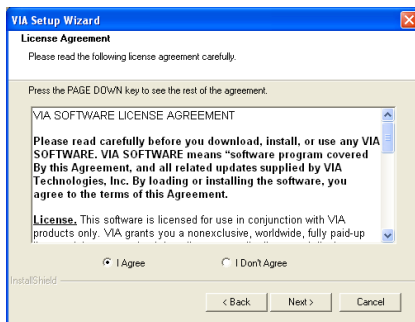 VIA Setup Wizard
License Agreement
Please read the following license agreement carefully.
Press the PAGE DOWN key to see the rest of the agreement.
VIA SOFTWARE LICENSE AGREEMENT
Please read carefully before you download, install, or use any VIA
SOFTWARE. VIA SOFTWARE means “software program covered
By this Agreement, and all related updates supplied by VIA
Technologies, Inc. By loading or installing the software, you
agree to the terms of this Agreement.
License. This software is licensed for use in conjunction with VIA
products only. VIA grants you a nonexclusive, worldwide, fully paid-up
I Agree
I Don't Agree
InstallShield
< Back
Next >
Cancel